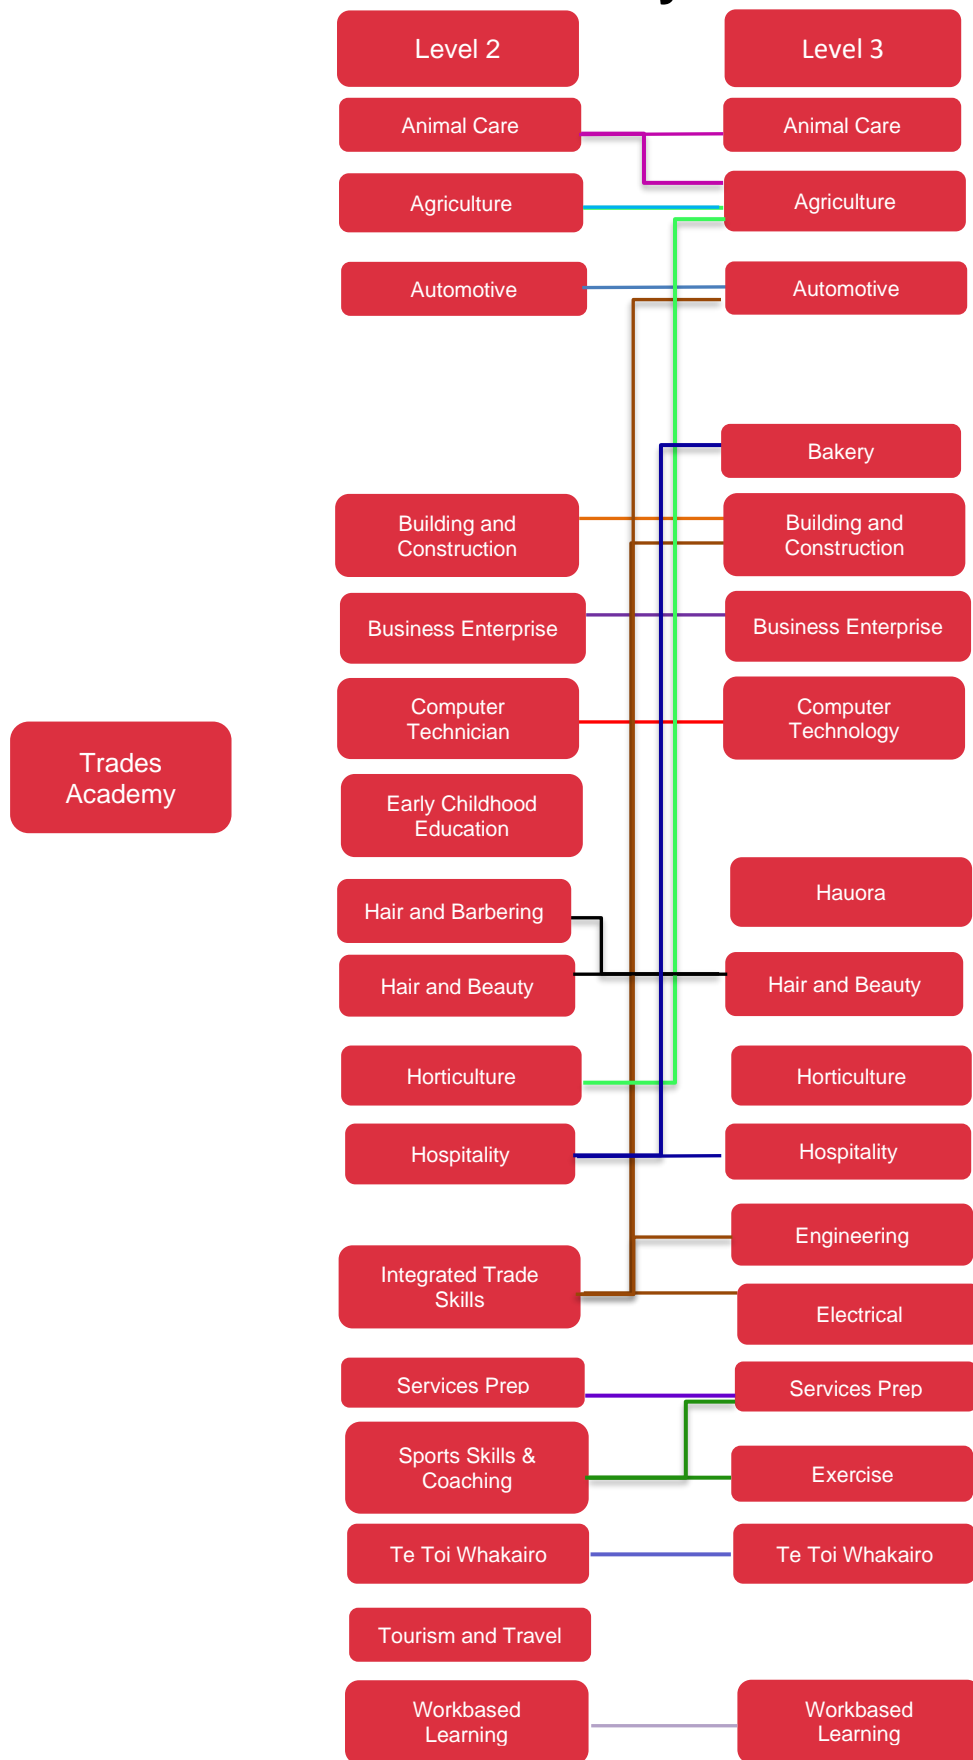 Level 2
Level 3
Animal Care
Animal Care
Agriculture
Agriculture
Automotive
Automotive
Bakery
Building and
Construction
Building and
Construction
Business Enterprise
Business Enterprise
Computer
Technician
Computer
Technology
Trades
Academy
Early Childhood
Education
Hauora
Hair and Barbering
Hair and Beauty
Hair and Beauty
Horticulture
Horticulture
Hospitality
Hospitality
Engineering
Integrated Trade
Skills
Electrical
Services Prep
Services Prep
Sports Skills &
Coaching
Exercise
Te Toi Whakairo
Te Toi Whakairo
Tourism and Travel
Workbased
Learning
Workbased
Learning